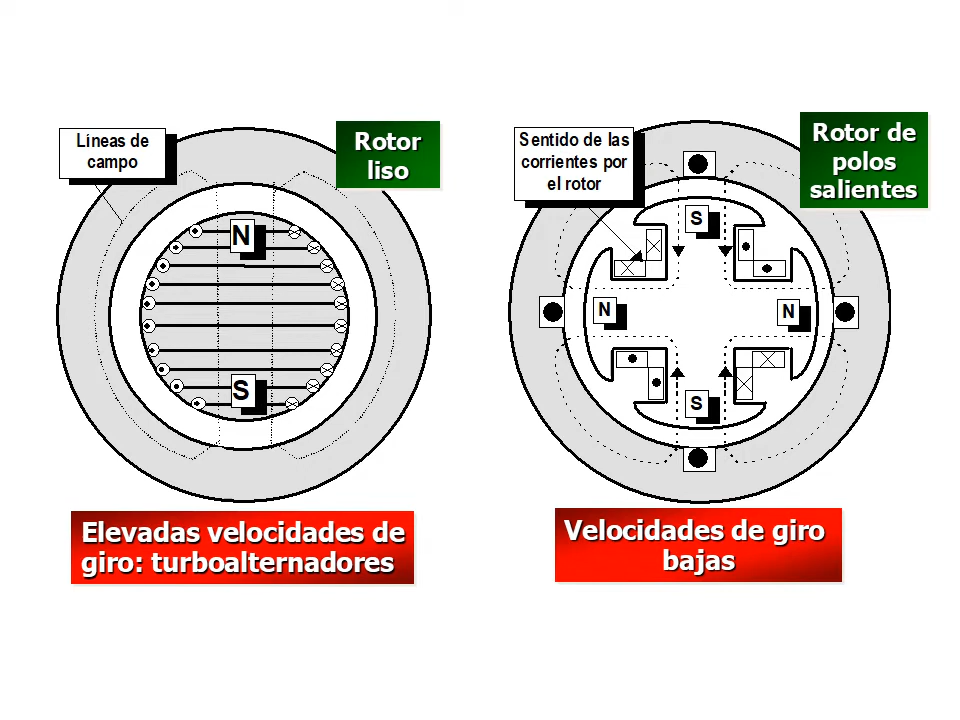 Líneas de
campo
Rotor
liso
N
S
Elevadas velocidades de
giro: turboalternadores
Sentido de las
corrientes por
el rotor
Rotor de
polos
salientes
S
N
N
S
Velocidades de giro
bajas